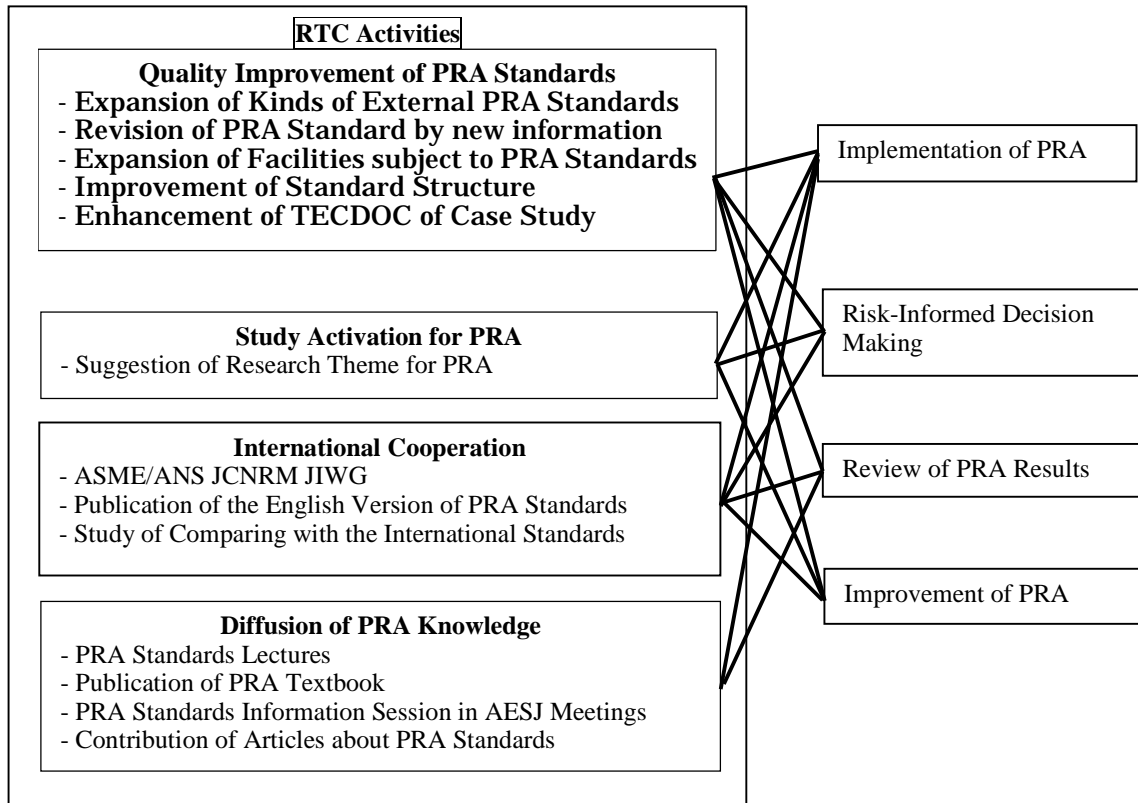 RTC Activities
Quality Improvement of PRA Standards
- Expansion of Kinds of External PRA Standards
- Revision of PRA Standard by new information
- Expansion of Facilities subject to PRA Standards
- Improvement of Standard Structure
- Enhancement of TECDOC of Case Study
Study Activation for PRA
- Suggestion of Research Theme for PRA
International Cooperation
- ASME/ANS JCNRM JIWG
- Publication of the English Version of PRA Standards
- Study of Comparing with the International Standards
Diffusion of PRA Knowledge
- PRA Standards Lectures
- Publication of PRA Textbook
- PRA Standards Information Session in AESJ Meetings
- Contribution of Articles about PRA Standards
Implementation of PRA
Risk-Informed Decision
Making
Review of PRA Results
Improvement of PRA